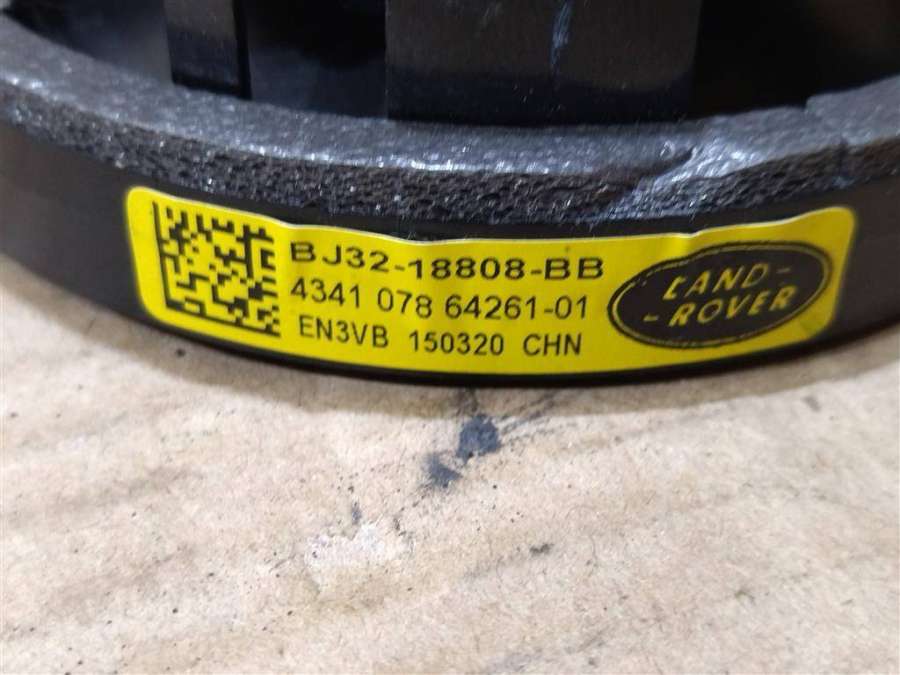 BJ32-18808-BB
4341 078 64261-01
EN3VB 150320 CHN
LAND-
-ROVER